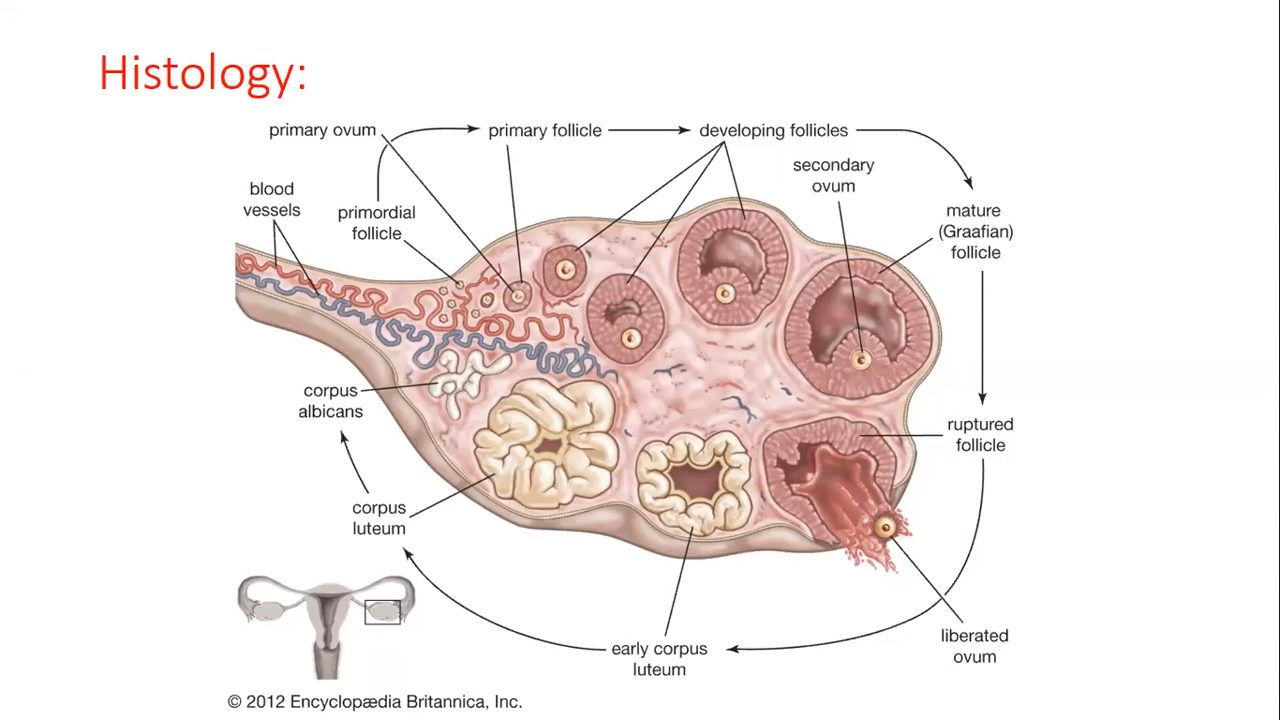 Histology:
primary ovum
primary follicle
developing follicles
secondary
ovum
blood
vessels
primordial
follicle
mature
(Graafian)
follicle
corpus
albicans
ruptured
follicle
corpus
luteum
early corpus
luteum
liberated
ovum
© 2012 Encyclopædia Britannica, Inc.